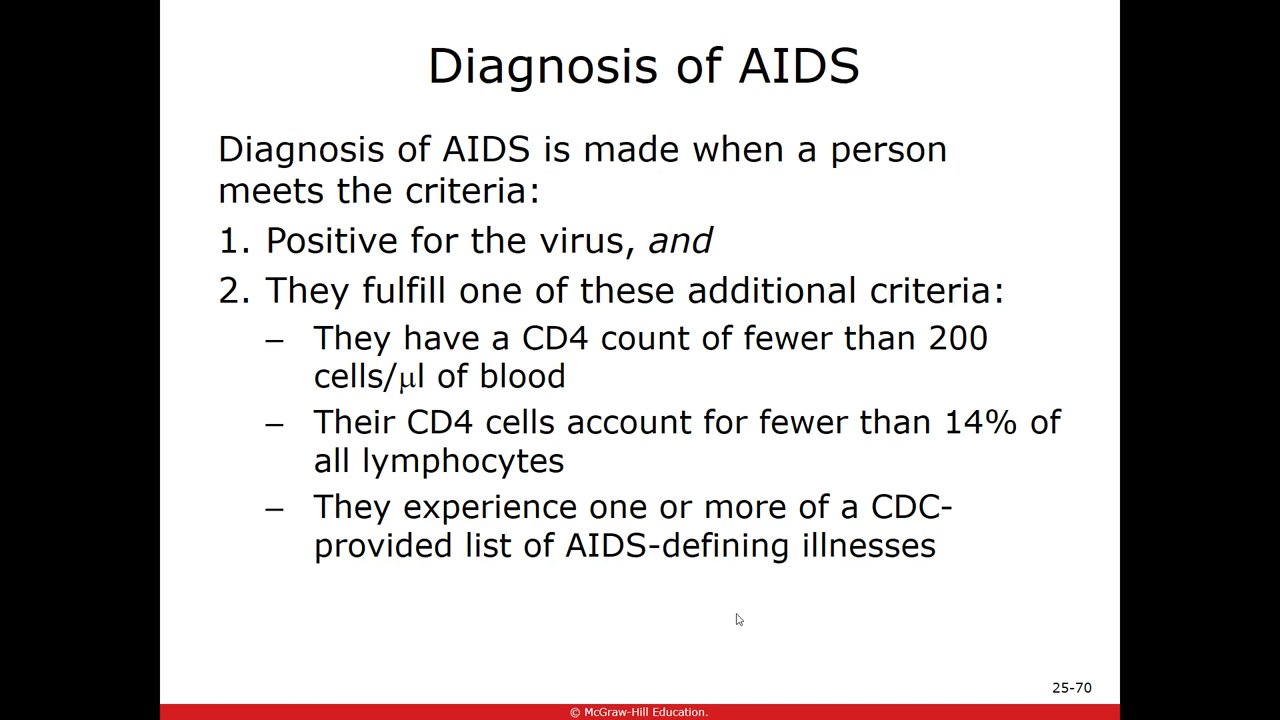 Diagnosis of AIDS
Diagnosis of AIDS is made when a person
meets the criteria:
1. Positive for the virus, and
2. They fulfill one of these additional criteria:
– They have a CD4 count of fewer than 200
cells/μl of blood
– Their CD4 cells account for fewer than 14% of
all lymphocytes
– They experience one or more of a CDC-
provided list of AIDS-defining illnesses
25-70
© McGraw-Hill Education.